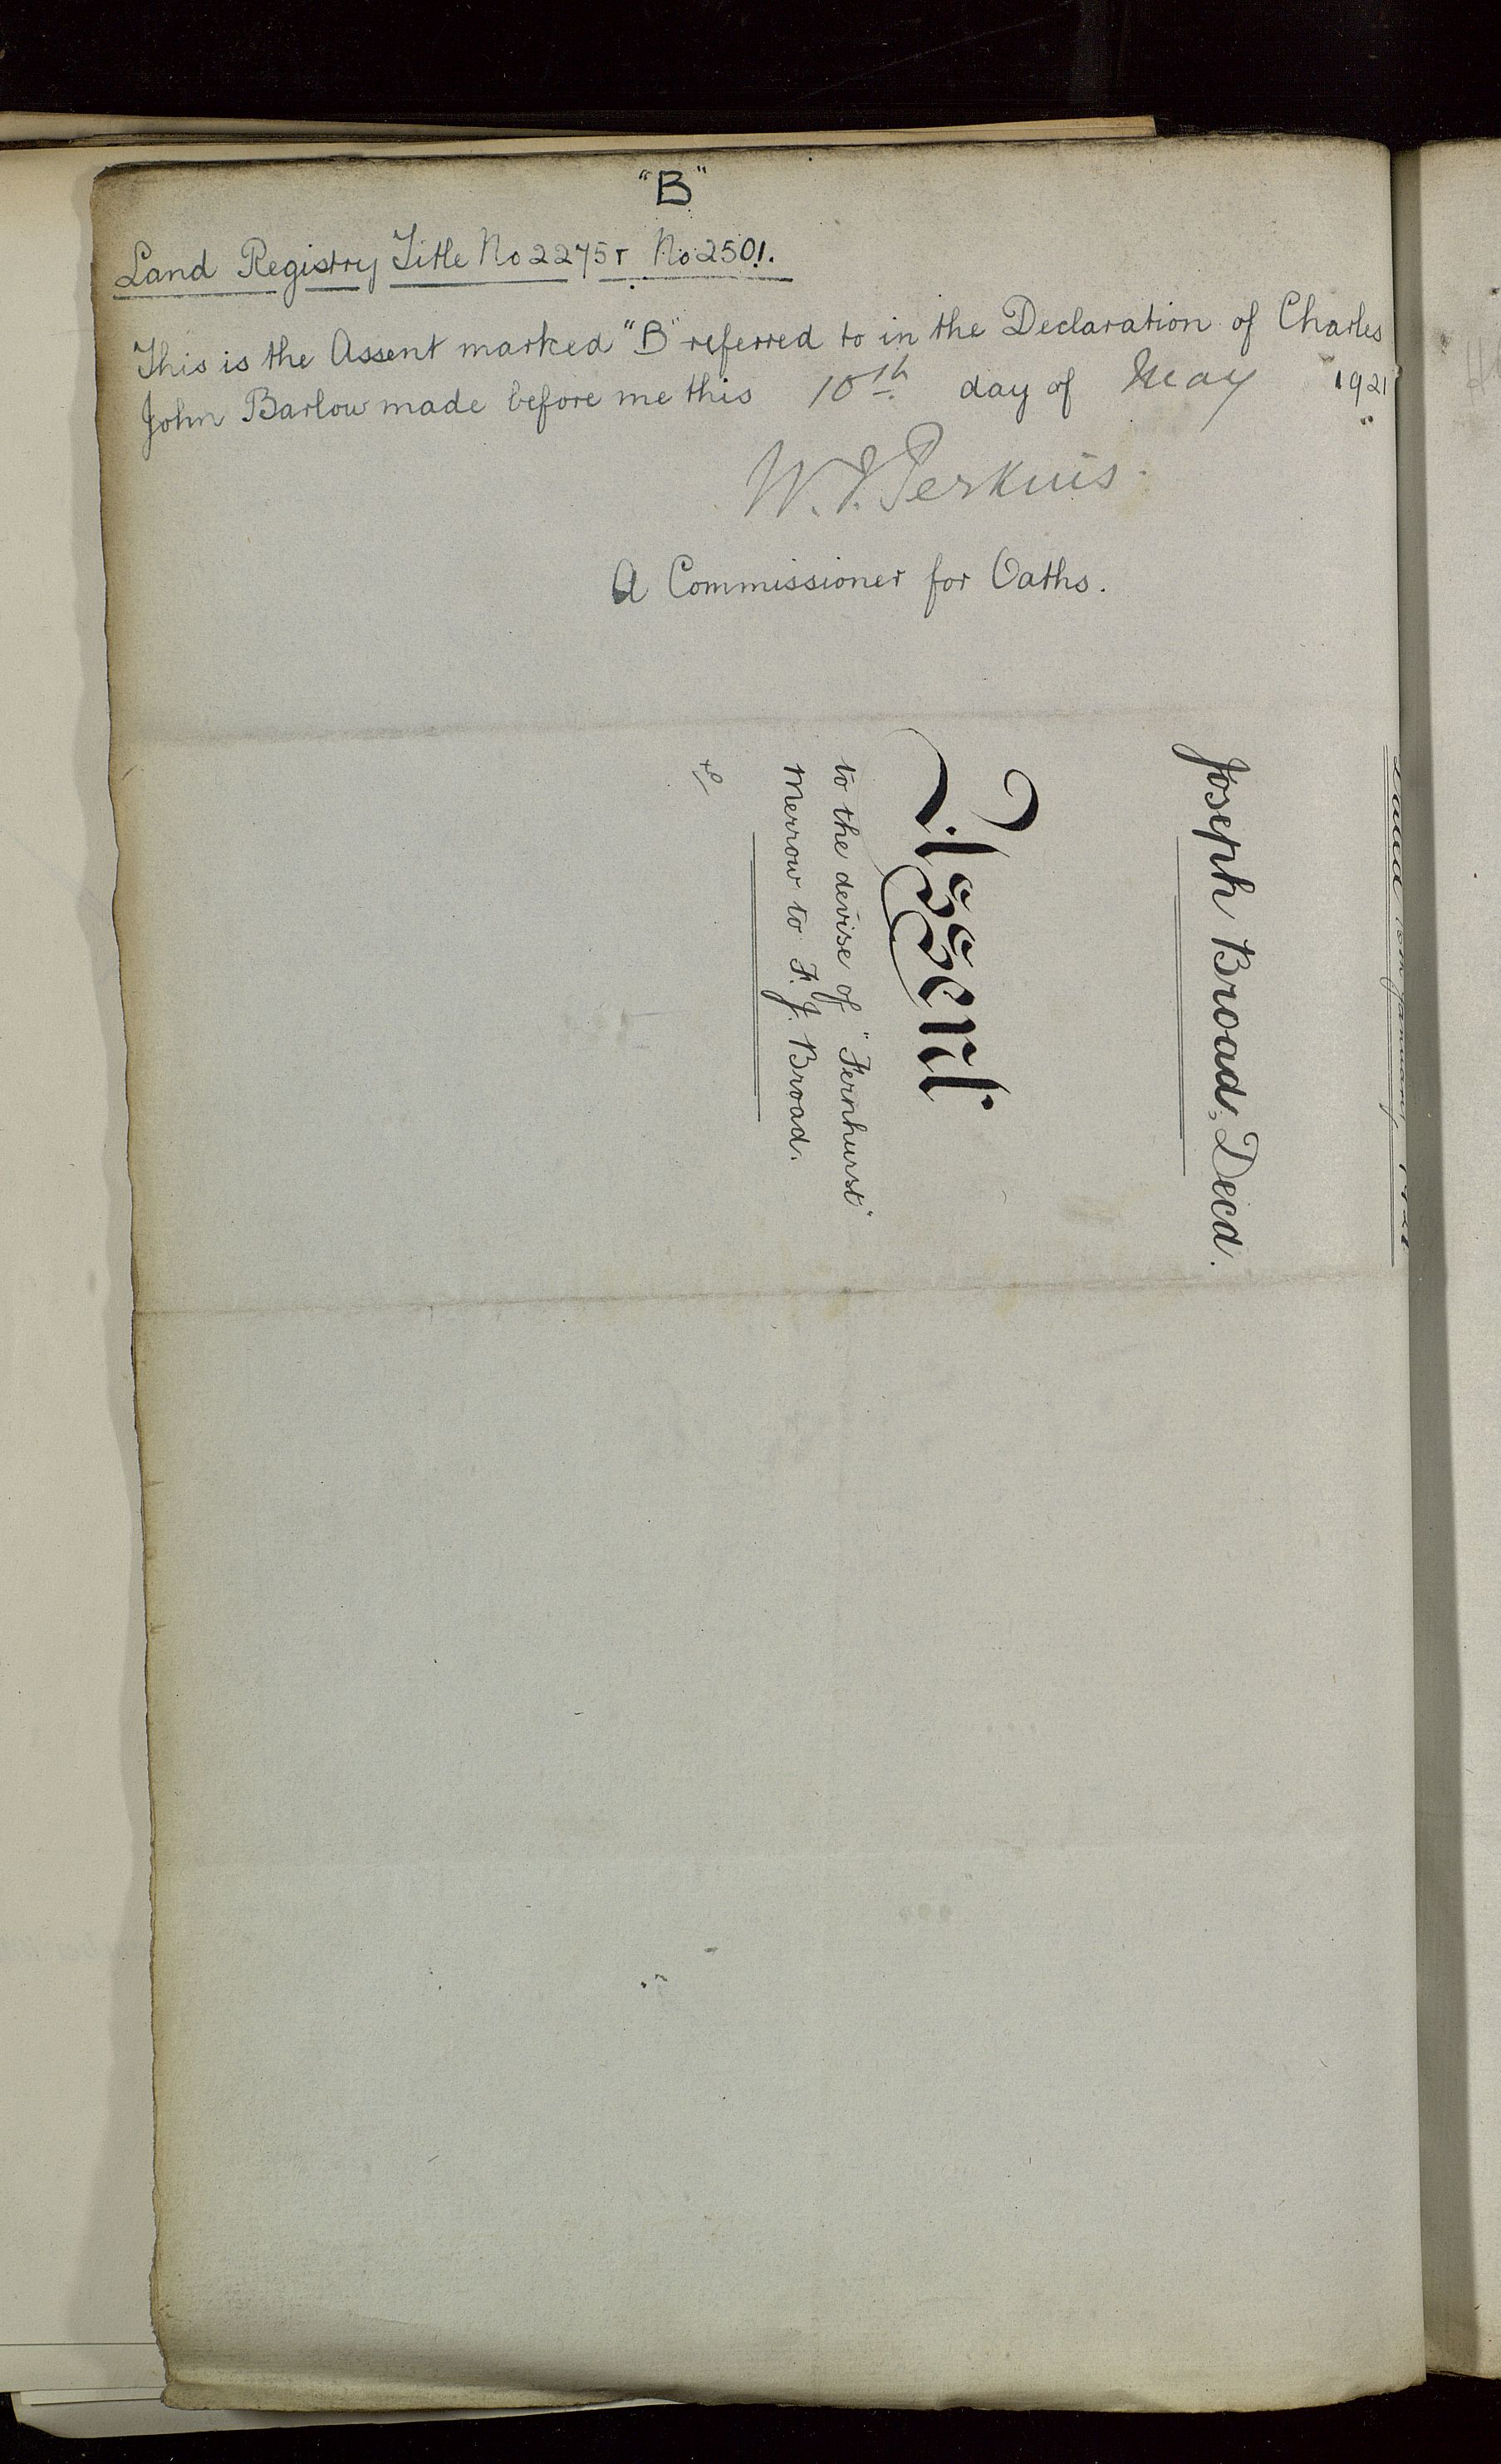 "B"
Land Registry Title No 2275 r No 2501.
This is the Assent marked "B" referred to in the Declaration of Charles
John Barlow made before me this 10th day of May 1921
W. J. Perkins.
A Commissioner for Oaths.
Joseph Broad, Decd.
Assent
to the devise of "Fernhurst"
Merrow to F. J. Broad.